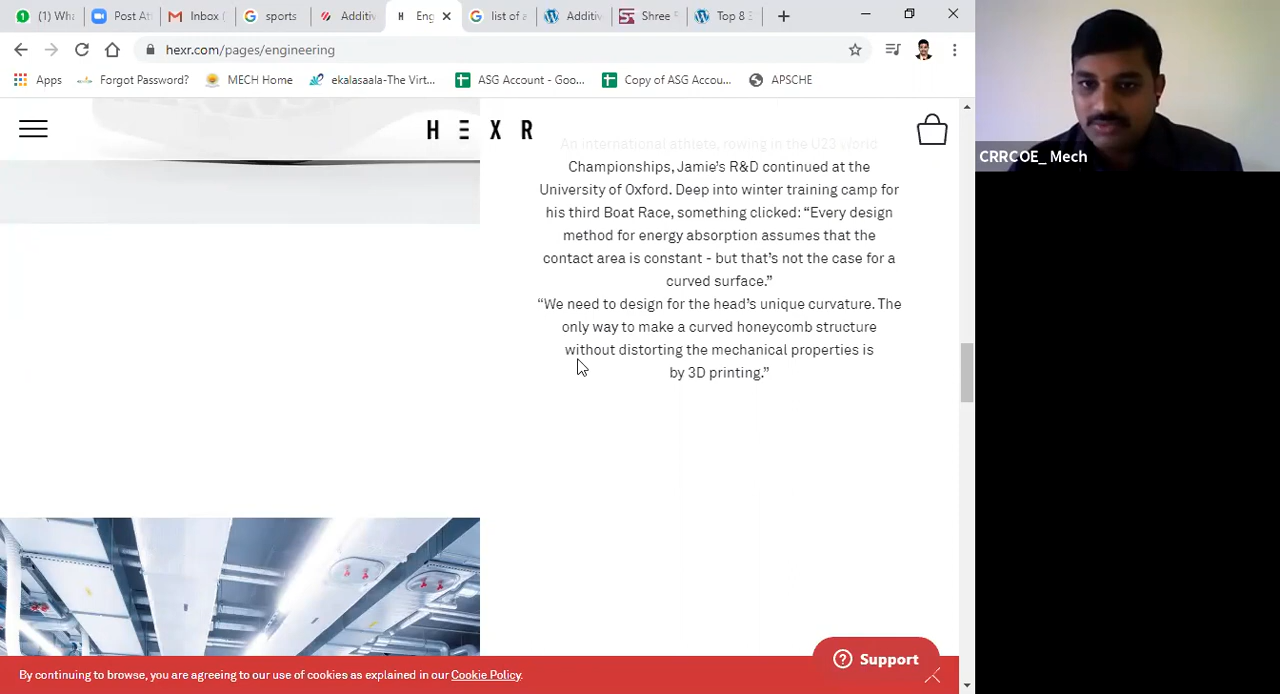 (1) Wha
Post At
Inbox (
sports
Additiv
H Eng
list of a
Additiv
Shree
Top 8
hexr.com/pages/engineering
Apps
Forgot Password?
MECH Home
ekalasaala-The Virt...
ASG Account - Goo...
Copy of ASG Accou...
APSCHE
HEXR
An international athlete, rowing in the U23 World
Championships, Jamie's R&D continued at the
University of Oxford. Deep into winter training camp for
his third Boat Race, something clicked: “Every design
method for energy absorption assumes that the
contact area is constant - but that’s not the case for a
curved surface.”
“We need to design for the head’s unique curvature. The
only way to make a curved honeycomb structure
without distorting the mechanical properties is
by 3D printing.”
Support
By continuing to browse, you are agreeing to our use of cookies as explained in our Cookie Policy.
CRRCOE_ Mech